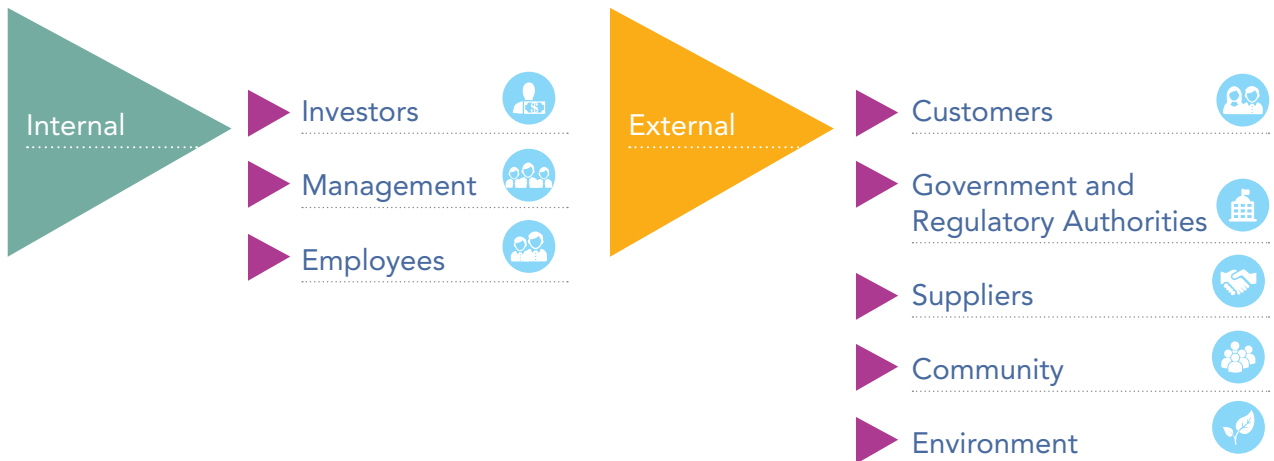 Internal
Investors
Management
Employees
External
Customers
Government and
Regulatory Authorities
Suppliers
Community
Environment